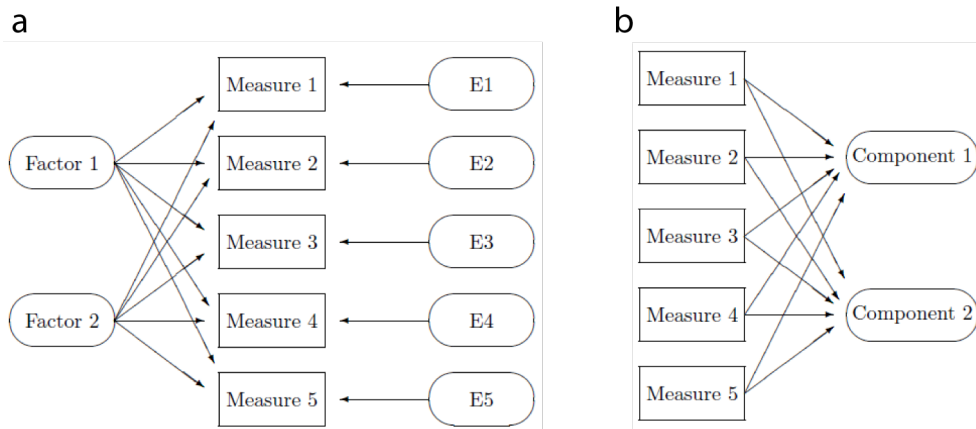 a
Measure 1
E1
Factor 1
Measure 2
E2
Measure 3
E3
Factor 2
Measure 4
E4
Measure 5
E5
b
Measure 1
Measure 2
Component 1
Measure 3
Measure 4
Component 2
Measure 5